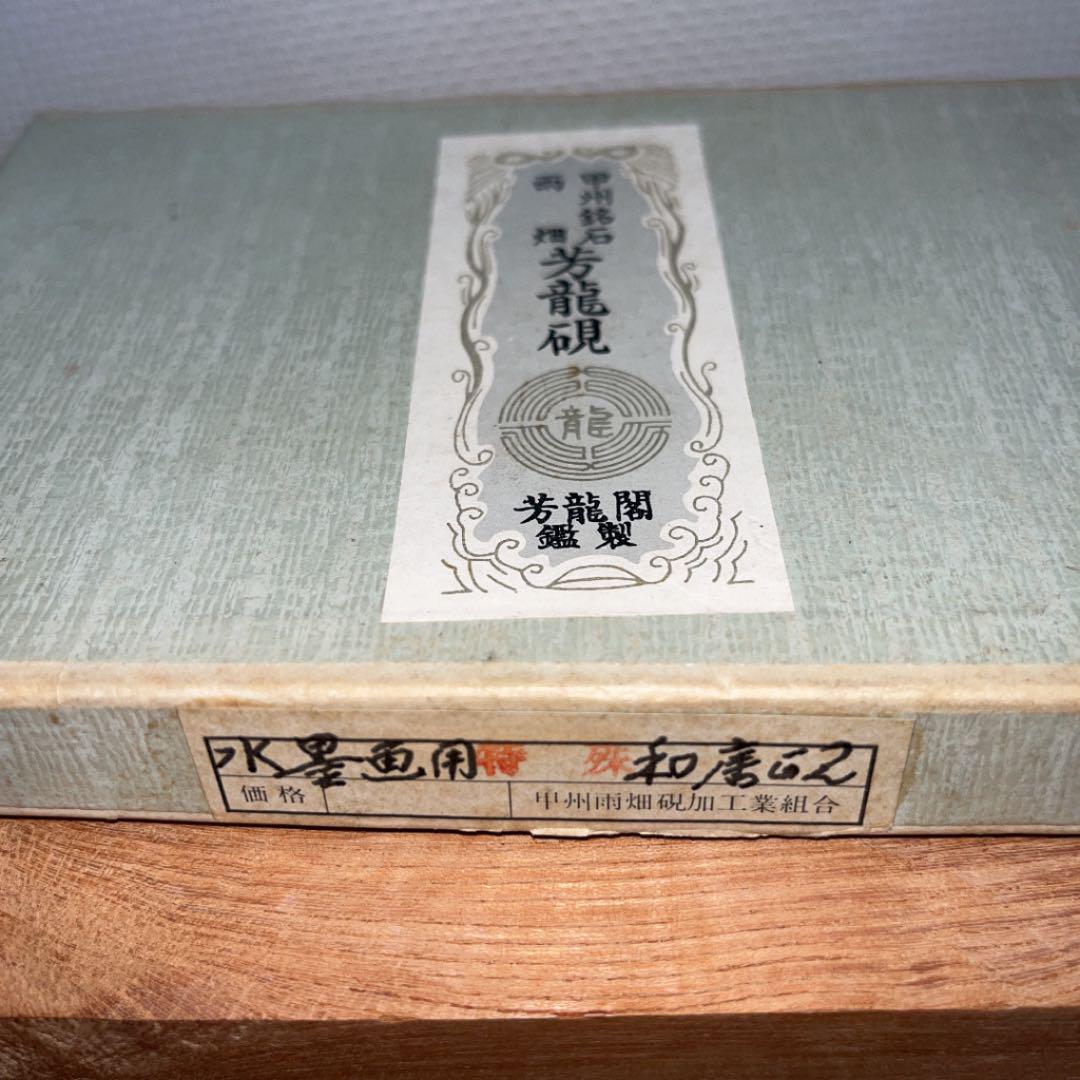 甲州銘石
雨畑
芳龍硯
龍
芳龍閣
鑑製
水墨画用特殊和唐
価格
甲州雨畑硯加工業組合